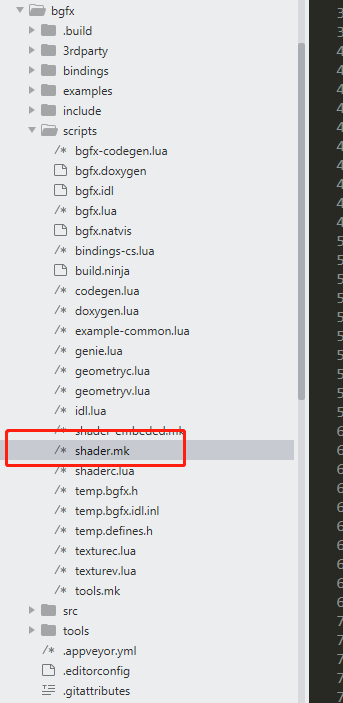 bgfx
.build
3rdparty
bindings
examples
include
scripts
bgfx-codegen.lua
bgfx.doxygen
bgfx.idl
bgfx.lua
bgfx.natvis
bindings-cs.lua
build.ninja
codegen.lua
doxygen.lua
example-common.lua
genie.lua
geometryc.lua
geometryv.lua
idl.lua
shader-embeded.mk
shader.mk
shaderc.lua
temp.bgfx.h
temp.bgfx.idl.inl
temp.defines.h
texturec.lua
texturev.lua
tools.mk
src
tools
.appveyor.yml
.editorconfig
.gitattributes